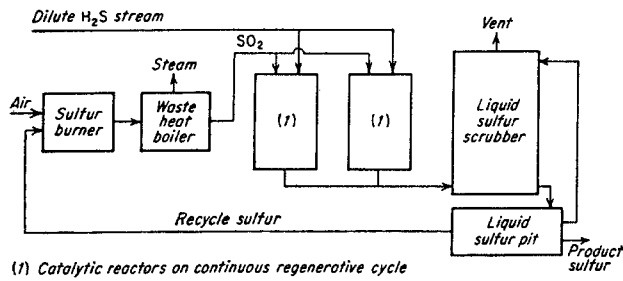 Dilute H₂S stream
SO₂
Vent
Steam
Air
Sulfur
burner
Waste
heat
boiler
(1)
(1)
Liquid
sulfur
scrubber
Recycle sulfur
Liquid
sulfur pit
Product
sulfur
(1) Catalytic reactors on continuous regenerative cycle